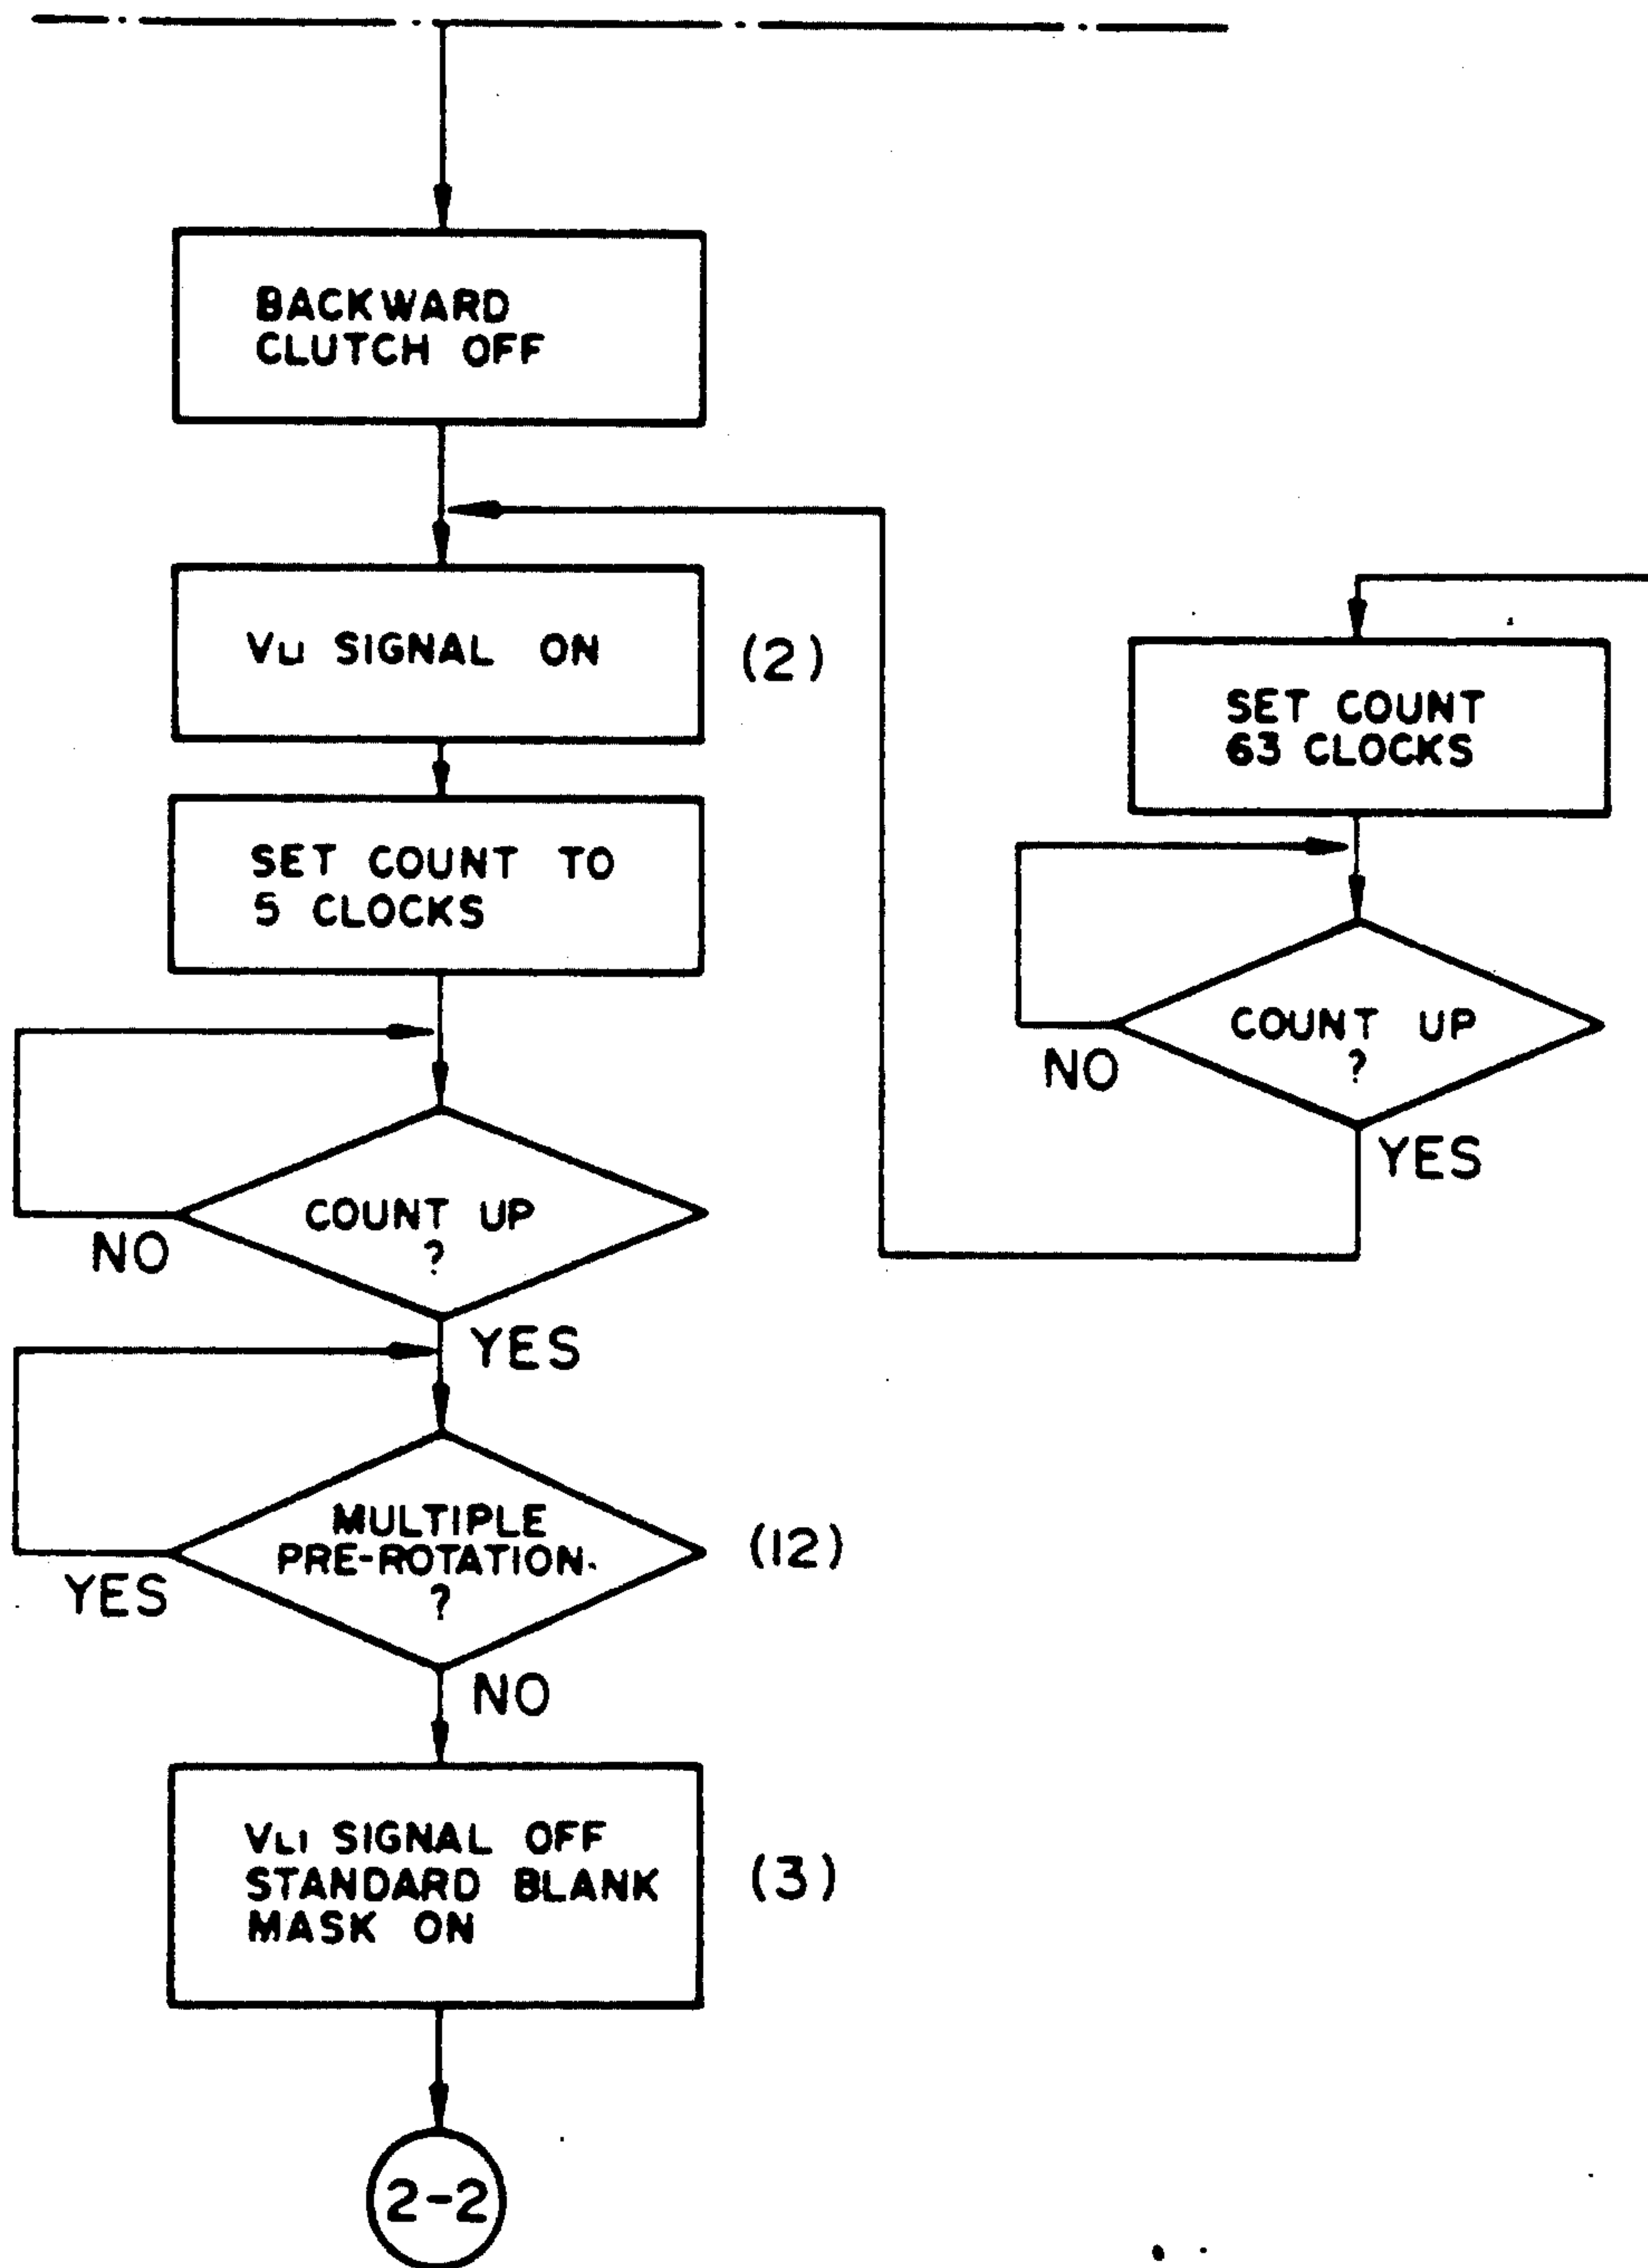 BACKWARD
CLUTCH OFF
VLI SIGNAL ON
(2)
SET COUNT TO
5 CLOCKS
COUNT UP
?
NO
YES
MULTIPLE
PRE-ROTATION.
?
(12)
YES
NO
VLI SIGNAL OFF
STANDARD BLANK
MASK ON
(3)
2-2
SET COUNT
63 CLOCKS
COUNT UP
?
NO
YES